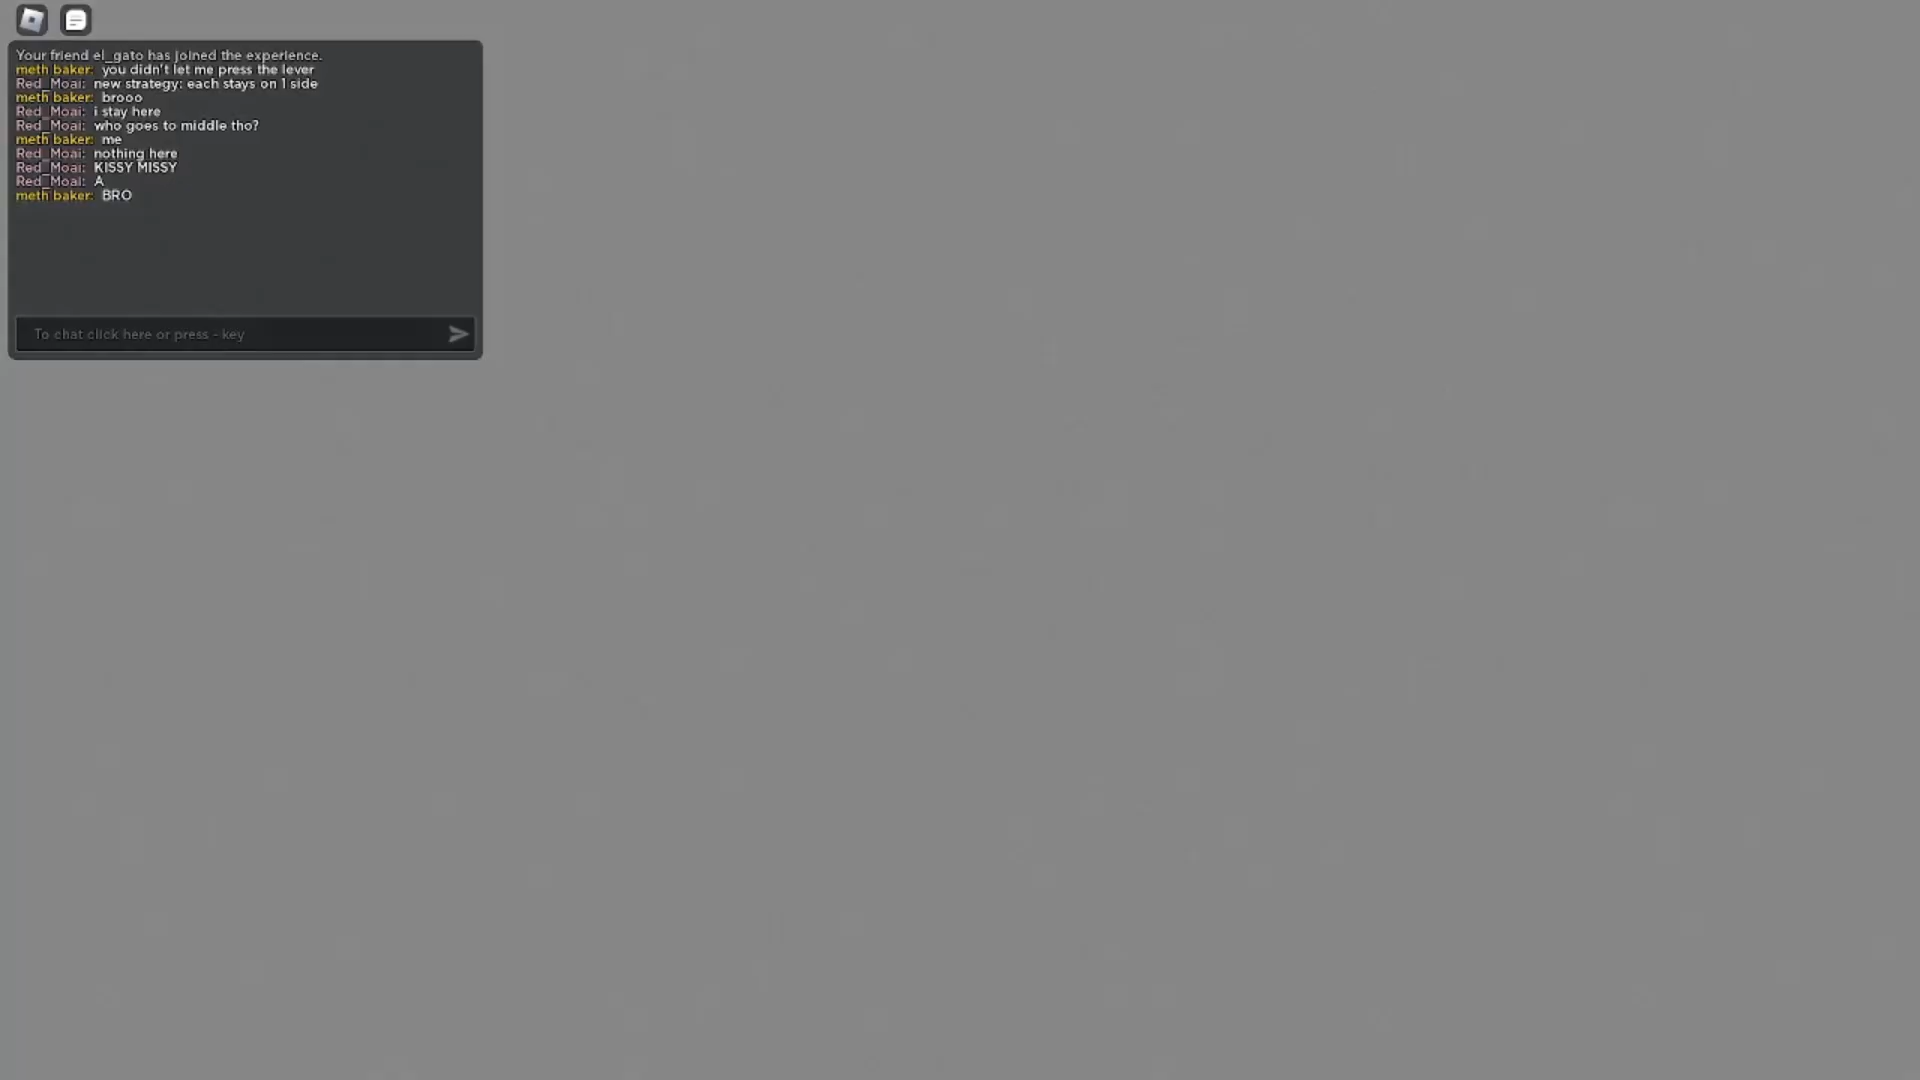 Your friend el_gato has joined the experience.
meth baker: you didn't let me press the lever
Red_Moai: new strategy: each stays on 1 side
meth baker: brooo
Red_Moai: i stay here
Red_Moai: who goes to middle tho?
meth baker: me
Red_Moai: nothing here
Red_Moai: KISSY MISSY
Red_Moai: A
meth baker: BRO
To chat click here or press - key